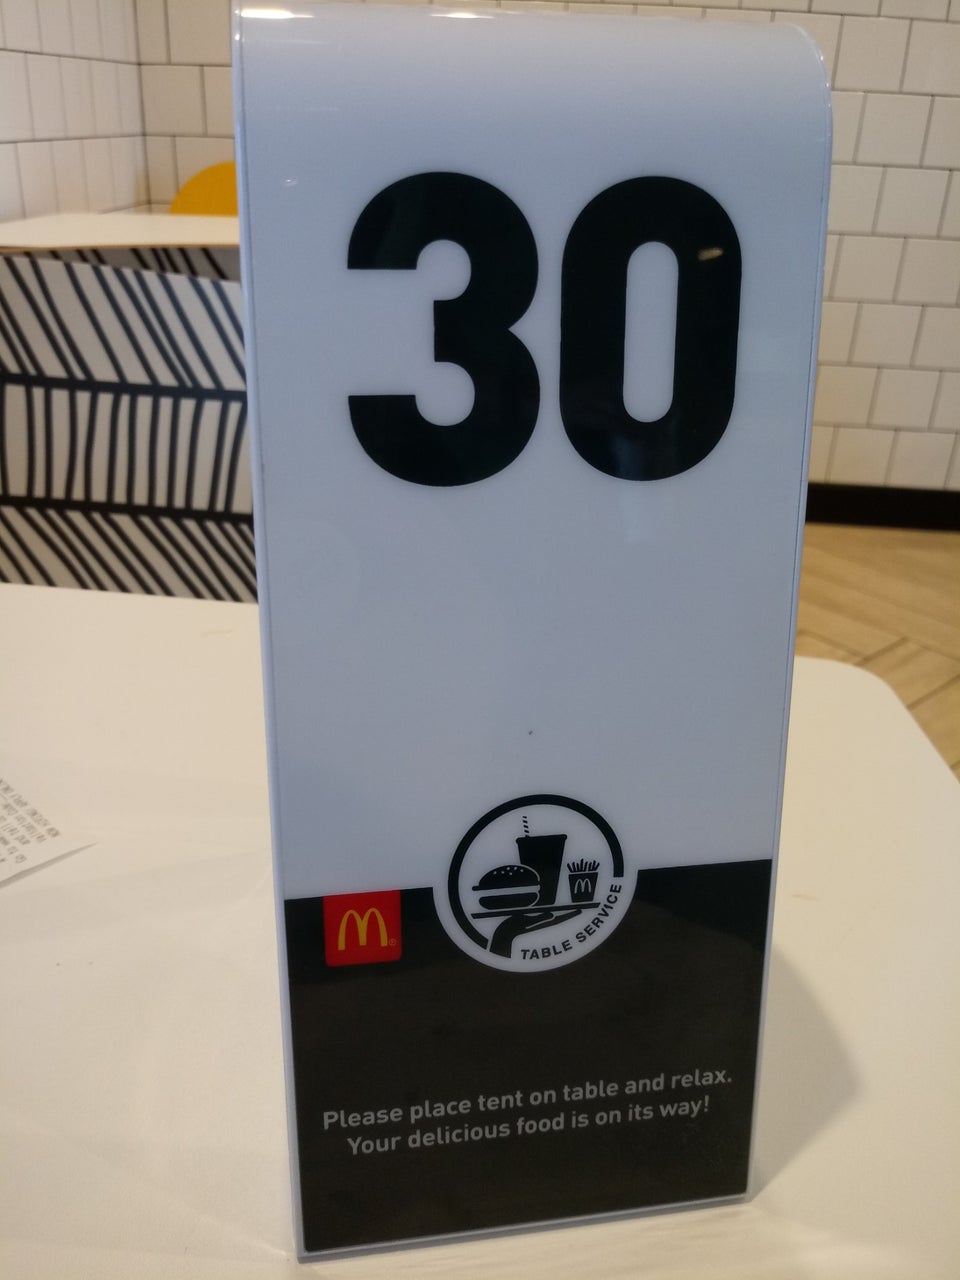 30
TABLE SERVICE
Please place tent on table and relax.
Your delicious food is on its way!